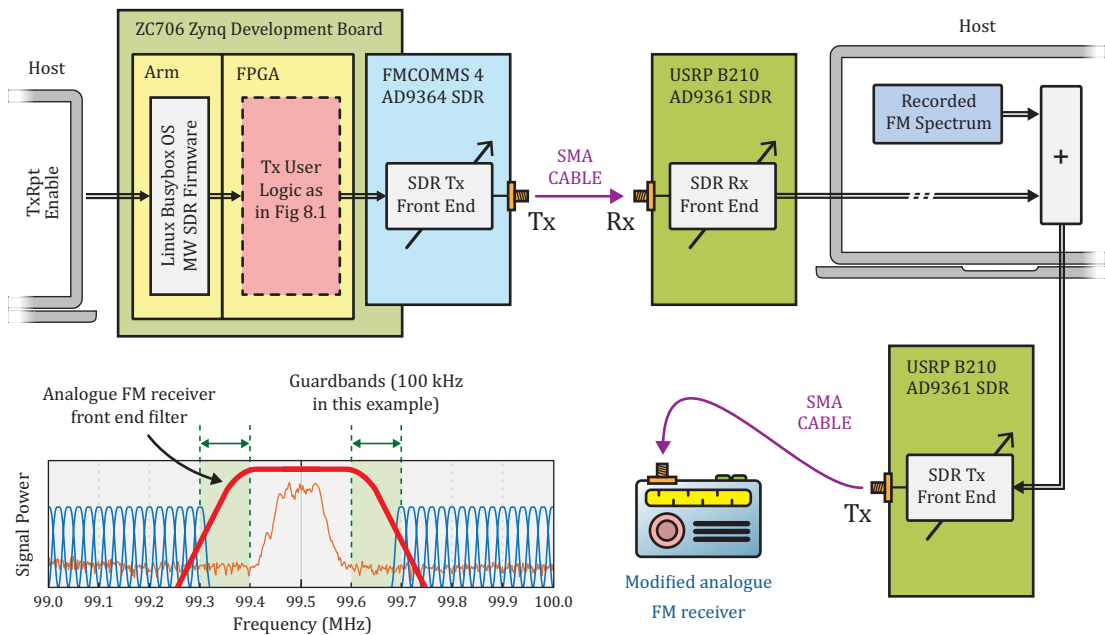 ZC706 Zynq Development Board
Host
Arm
FPGA
TxRpt
Enable
Linux Busybox OS
MW SDR Firmware
Tx User
Logic as
in Fig 8.1
FMCOMMS 4
AD9364 SDR
SDR Tx
Front End
Tx
SMA
CABLE
Rx
USRP B210
AD9361 SDR
SDR Rx
Front End
Host
Recorded
FM Spectrum
+
USRP B210
AD9361 SDR
SDR Tx
Front End
Tx
SMA
CABLE
Modified analogue
FM receiver
Analogue FM receiver
front end filter
Guardbands (100 kHz
in this example)
Signal Power
99.0 99.1 99.2 99.3 99.4 99.5 99.6 99.7 99.8 99.9 100.0
Frequency (MHz)